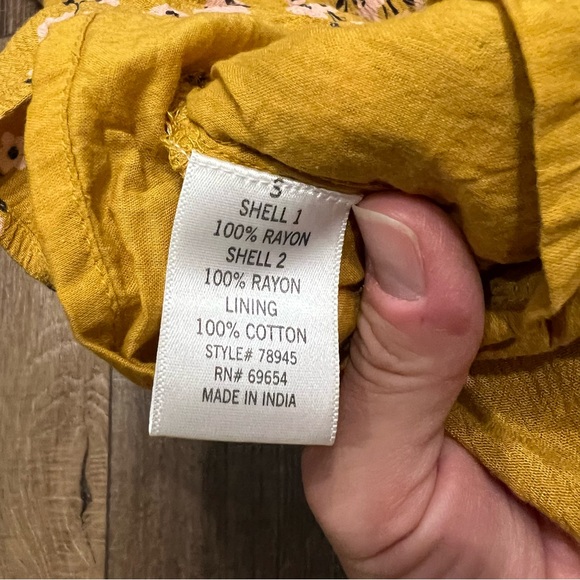 S
SHELL 1
100% RAYON
SHELL 2
100% RAYON
LINING
100% COTTON
STYLE# 78945
RN# 69654
MADE IN INDIA